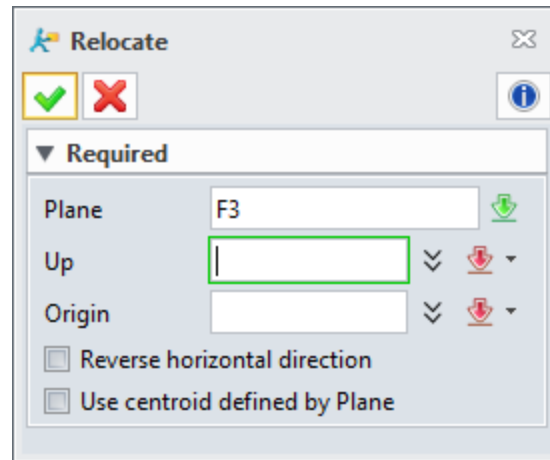 Relocate
Required
Plane F3
Up
Origin
Reverse horizontal direction
Use centroid defined by Plane